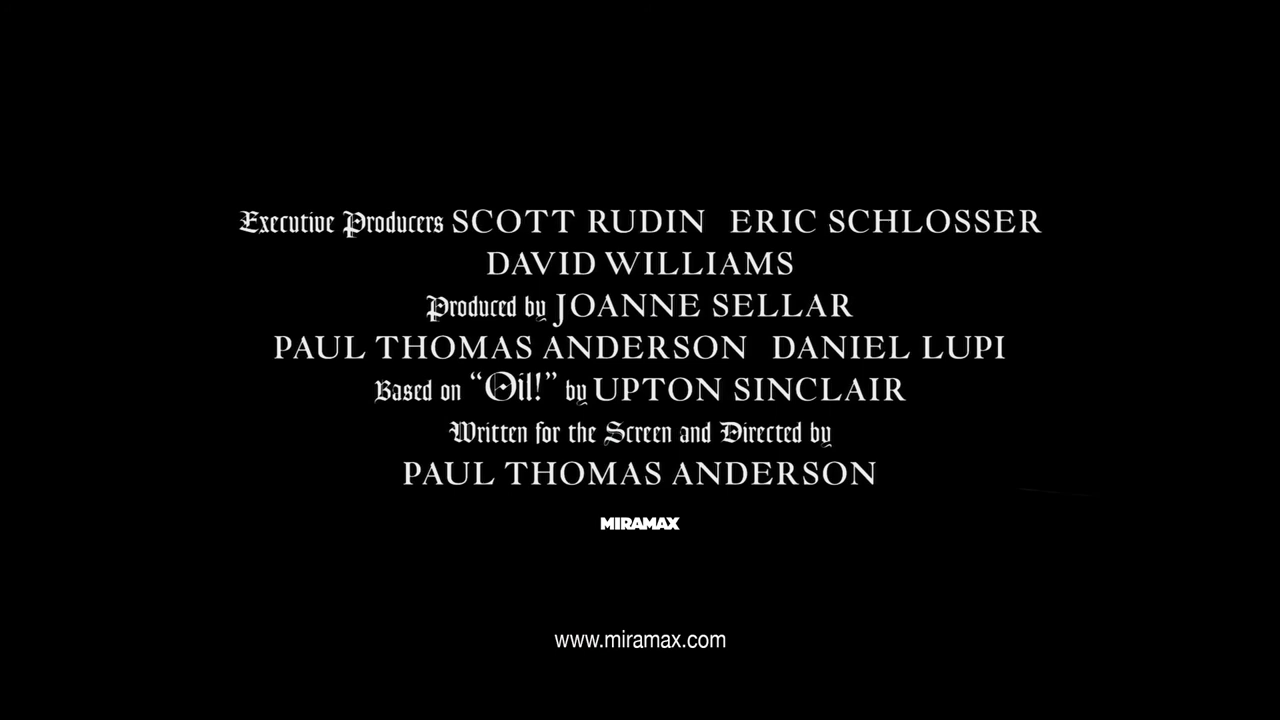 Executive Producers SCOTT RUDIN ERIC SCHLOSSER
DAVID WILLIAMS
Produced by JOANNE SELLAR
PAUL THOMAS ANDERSON DANIEL LUPI
Based on “Oil!” by UPTON SINCLAIR
Written for the Screen and Directed by
PAUL THOMAS ANDERSON
MIRAMAX
www.miramax.com